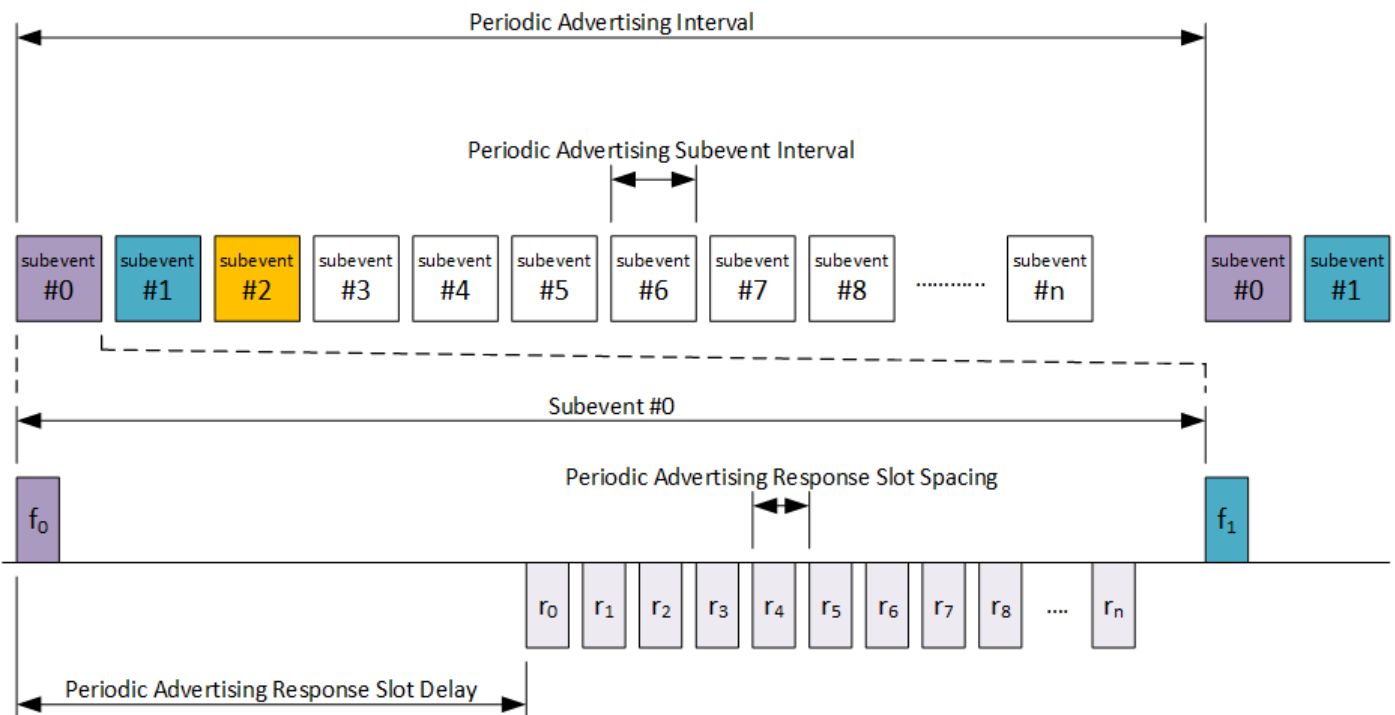 Periodic Advertising Interval
Periodic Advertising Subevent Interval
subevent #0
subevent #1
subevent #2
subevent #3
subevent #4
subevent #5
subevent #6
subevent #7
subevent #8
............
subevent #n
subevent #0
subevent #1
Subevent #0
Periodic Advertising Response Slot Spacing
f₀
f₁
r₀
r₁
r₂
r₃
r₄
r₅
r₆
r₇
r₈
....
rₙ
Periodic Advertising Response Slot Delay